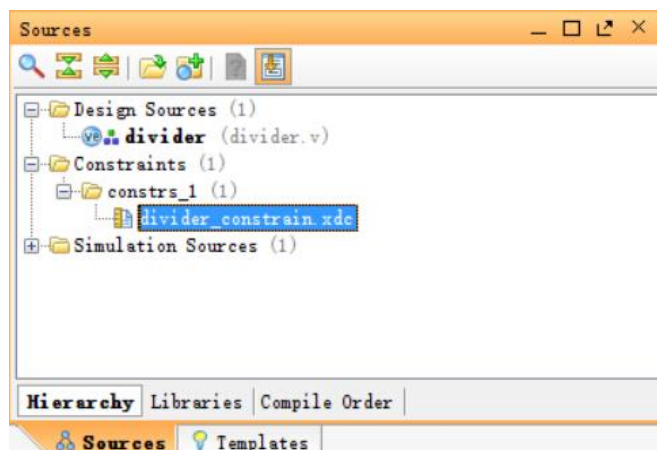 Sources
Design Sources (1)
divider (divider.v)
Constraints (1)
constrs_1 (1)
divider_constrain.xdc
Simulation Sources (1)
Hierarchy Libraries Compile Order
Sources Templates